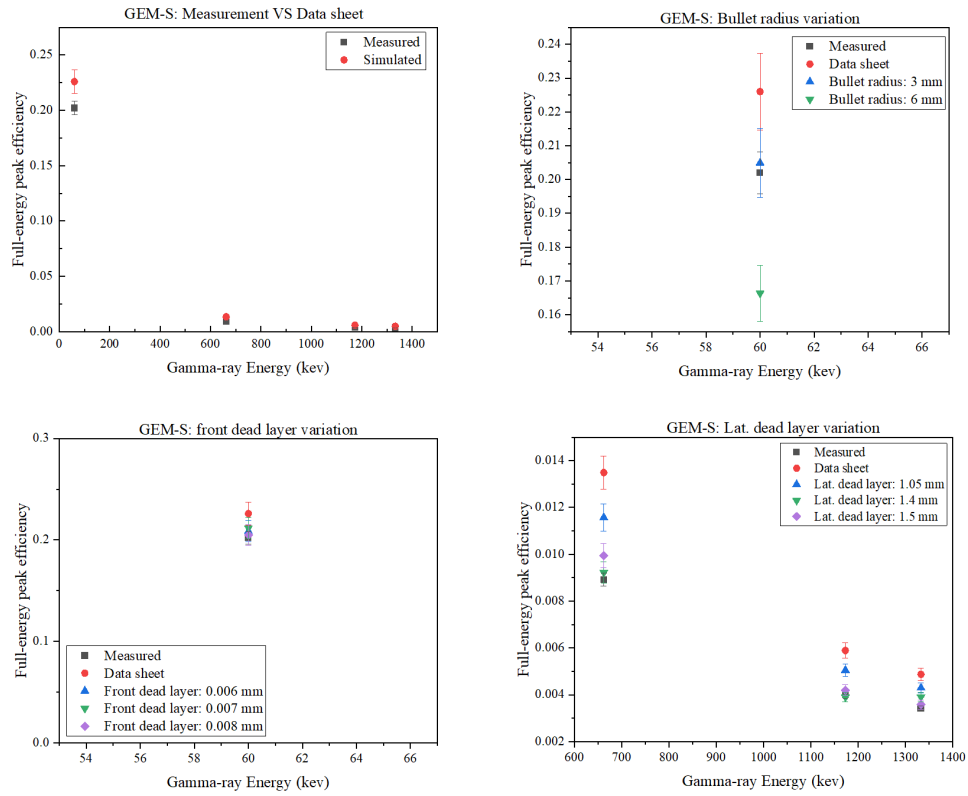 GEM-S: Measurement VS Data sheet
Measured
Simulated
Full-energy peak efficiency
0.25
0.20
0.15
0.10
0.05
0.00
0 200 400 600 800 1000 1200 1400
Gamma-ray Energy (kev)
GEM-S: Bullet radius variation
Measured
Data sheet
Bullet radius: 3 mm
Bullet radius: 6 mm
Full-energy peak efficiency
0.24
0.23
0.22
0.21
0.20
0.19
0.18
0.17
0.16
54 56 58 60 62 64 66
Gamma-ray Energy (kev)
GEM-S: front dead layer variation
Full-energy peak efficiency
0.3
0.2
0.1
0.0
Measured
Data sheet
Front dead layer: 0.006 mm
Front dead layer: 0.007 mm
Front dead layer: 0.008 mm
54 56 58 60 62 64 66
Gamma-ray Energy (kev)
GEM-S: Lat. dead layer variation
Measured
Data sheet
Lat. dead layer: 1.05 mm
Lat. dead layer: 1.4 mm
Lat. dead layer: 1.5 mm
Full-energy peak efficiency
0.014
0.012
0.010
0.008
0.006
0.004
0.002
600 700 800 900 1000 1100 1200 1300 1400
Gamma-ray Energy (kev)